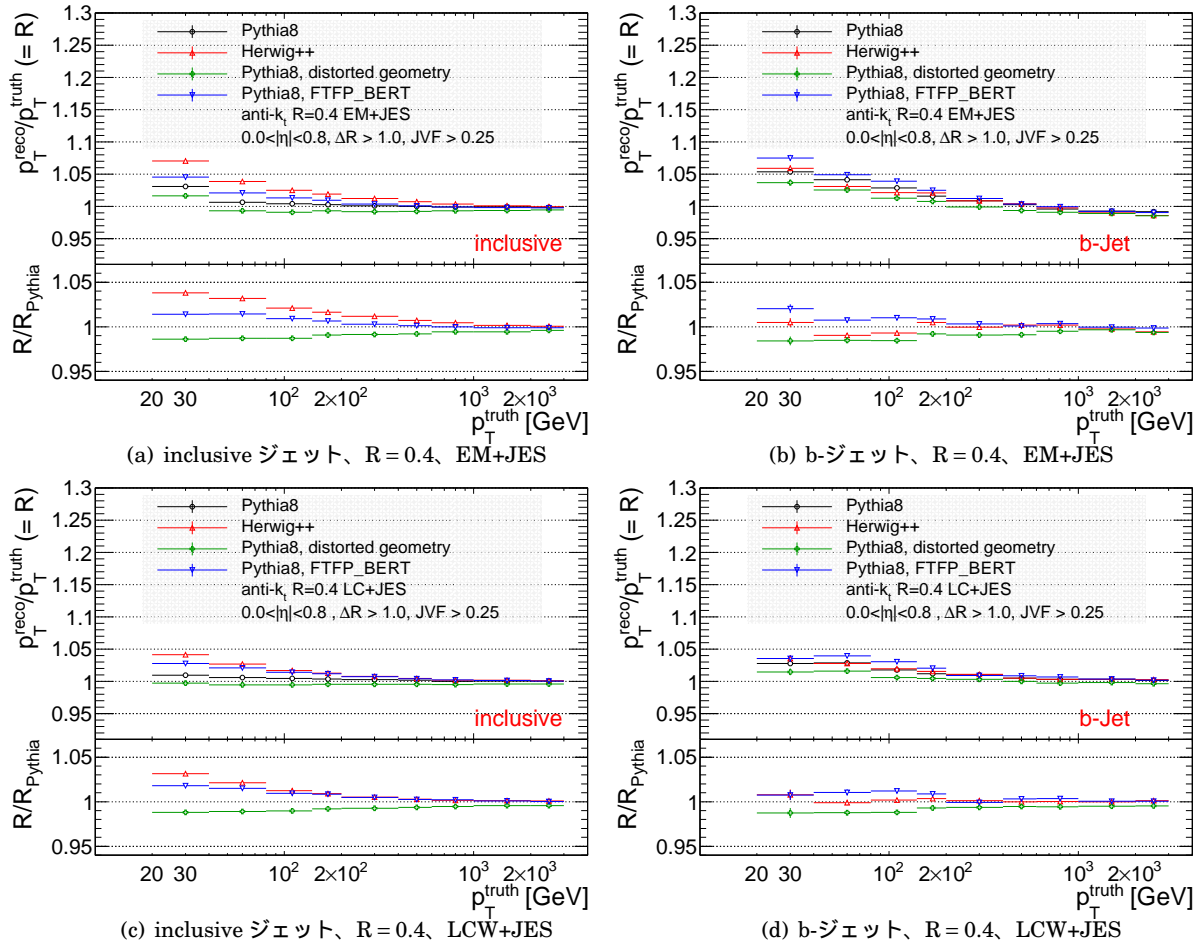 p_T^reco/p_T^truth (= R)
1.3
1.25
1.2
1.15
1.1
1.05
1
0.95
Pythia8
Herwig++
Pythia8, distorted geometry
Pythia8, FTFP_BERT
anti-k_t R=0.4 EM+JES
0.0<|η|<0.8, ΔR > 1.0, JVF > 0.25
inclusive
R/R_Pythia
1.05
1
0.95
20 30 10^2 2×10^2 10^3 2×10^3
p_T^truth [GeV]
(a) inclusive ジェット、R = 0.4、EM+JES
p_T^reco/p_T^truth (= R)
1.3
1.25
1.2
1.15
1.1
1.05
1
0.95
Pythia8
Herwig++
Pythia8, distorted geometry
Pythia8, FTFP_BERT
anti-k_t R=0.4 EM+JES
0.0<|η|<0.8, ΔR > 1.0, JVF > 0.25
b-Jet
R/R_Pythia
1.05
1
0.95
20 30 10^2 2×10^2 10^3 2×10^3
p_T^truth [GeV]
(b) b-ジェット、R = 0.4、EM+JES
p_T^reco/p_T^truth (= R)
1.3
1.25
1.2
1.15
1.1
1.05
1
0.95
Pythia8
Herwig++
Pythia8, distorted geometry
Pythia8, FTFP_BERT
anti-k_t R=0.4 LC+JES
0.0<|η|<0.8 , ΔR > 1.0, JVF > 0.25
inclusive
R/R_Pythia
1.05
1
0.95
20 30 10^2 2×10^2 10^3 2×10^3
p_T^truth [GeV]
(c) inclusive ジェット、R = 0.4、LCW+JES
p_T^reco/p_T^truth (= R)
1.3
1.25
1.2
1.15
1.1
1.05
1
0.95
Pythia8
Herwig++
Pythia8, distorted geometry
Pythia8, FTFP_BERT
anti-k_t R=0.4 LC+JES
0.0<|η|<0.8 , ΔR > 1.0, JVF > 0.25
b-Jet
R/R_Pythia
1.05
1
0.95
20 30 10^2 2×10^2 10^3 2×10^3
p_T^truth [GeV]
(d) b-ジェット、R = 0.4、LCW+JES